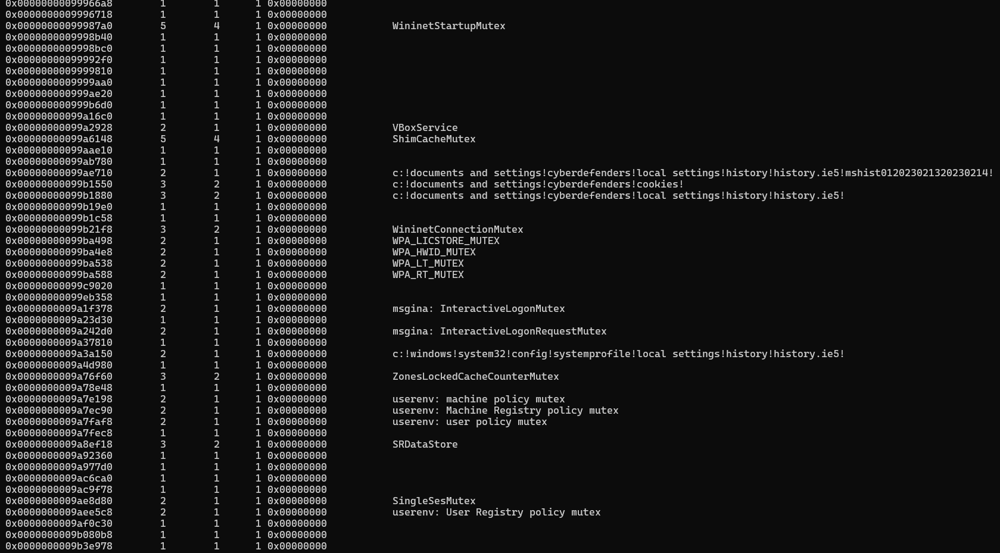 0x00000000099966a8 1 1 1 0x00000000
0x0000000009996718 1 1 1 0x00000000
0x00000000099987a0 5 4 1 0x00000000 WininetStartupMutex
0x0000000009998b40 1 1 1 0x00000000
0x0000000009998bc0 1 1 1 0x00000000
0x00000000099992f0 1 1 1 0x00000000
0x0000000009999810 1 1 1 0x00000000
0x0000000009999aa0 1 1 1 0x00000000
0x000000000999ae20 1 1 1 0x00000000
0x000000000999b6d0 1 1 1 0x00000000
0x00000000099a16c0 1 1 1 0x00000000
0x00000000099a2928 2 1 1 0x00000000 VBoxService
0x00000000099a6148 5 4 1 0x00000000 ShimCacheMutex
0x00000000099aae10 1 1 1 0x00000000
0x00000000099ab780 1 1 1 0x00000000
0x00000000099ae710 2 1 1 0x00000000 c:!documents and settings!cyberdefenders!local settings!history!history.ie5!mshist012023021320230214!
0x00000000099b1550 3 2 1 0x00000000 c:!documents and settings!cyberdefenders!cookies!
0x00000000099b1880 3 2 1 0x00000000 c:!documents and settings!cyberdefenders!local settings!history!history.ie5!
0x00000000099b19e0 1 1 1 0x00000000
0x00000000099b1c58 1 1 1 0x00000000
0x00000000099b21f8 3 2 1 0x00000000 WininetConnectionMutex
0x00000000099ba498 2 1 1 0x00000000 WPA_LICSTORE_MUTEX
0x00000000099ba4e8 2 1 1 0x00000000 WPA_HWID_MUTEX
0x00000000099ba538 2 1 1 0x00000000 WPA_LT_MUTEX
0x00000000099ba588 2 1 1 0x00000000 WPA_RT_MUTEX
0x00000000099c9020 1 1 1 0x00000000
0x00000000099eb358 1 1 1 0x00000000
0x0000000009a1f378 2 1 1 0x00000000 msgina: InteractiveLogonMutex
0x0000000009a23d30 1 1 1 0x00000000
0x0000000009a242d0 2 1 1 0x00000000 msgina: InteractiveLogonRequestMutex
0x0000000009a37810 1 1 1 0x00000000
0x0000000009a3a150 2 1 1 0x00000000 c:!windows!system32!config!systemprofile!local settings!history!history.ie5!
0x0000000009a4d980 1 1 1 0x00000000
0x0000000009a76f60 3 2 1 0x00000000 ZonesLockedCacheCounterMutex
0x0000000009a78e48 1 1 1 0x00000000
0x0000000009a7e198 2 1 1 0x00000000 userenv: machine policy mutex
0x0000000009a7ec90 2 1 1 0x00000000 userenv: Machine Registry policy mutex
0x0000000009a7faf8 2 1 1 0x00000000 userenv: user policy mutex
0x0000000009a7fec8 1 1 1 0x00000000
0x0000000009a8ef18 3 2 1 0x00000000 SRDataStore
0x0000000009a92360 1 1 1 0x00000000
0x0000000009a977d0 1 1 1 0x00000000
0x0000000009ac6ca0 1 1 1 0x00000000
0x0000000009ac9f78 1 1 1 0x00000000
0x0000000009ae8d80 2 1 1 0x00000000 SingleSesMutex
0x0000000009aee5c8 2 1 1 0x00000000 userenv: User Registry policy mutex
0x0000000009af0c30 1 1 1 0x00000000
0x0000000009b080b8 1 1 1 0x00000000
0x0000000009b3e978 1 1 1 0x00000000